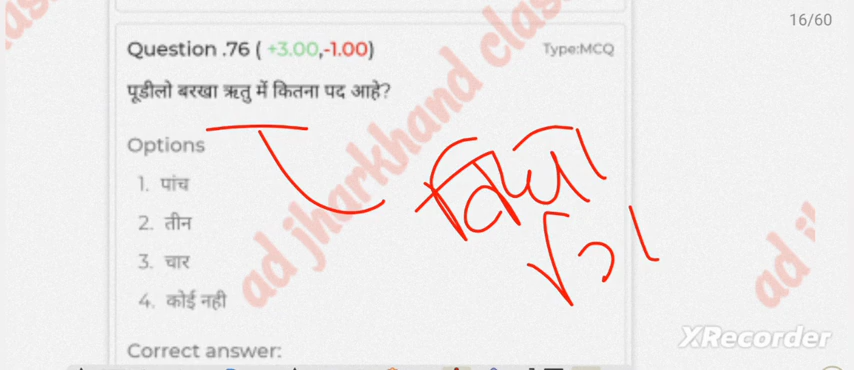 16/60
Question .76 ( +3.00,-1.00)
Type:MCQ
पूडीलो बरखा ऋतु में कितना पद आहे?
Options
1. पांच
2. तीन
3. चार
4. कोई नही
ad jharkhand class
Correct answer:
XRecorder